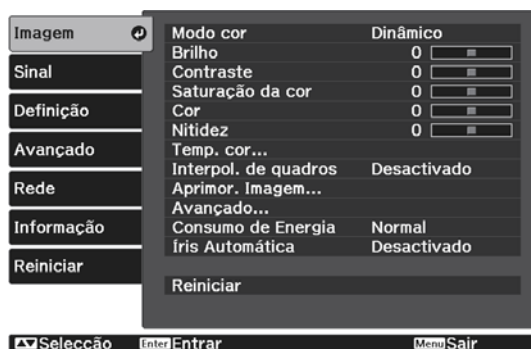 Imagem
Sinal
Definição
Avançado
Rede
Informação
Reiniciar
Modo cor Dinâmico
Brilho 0
Contraste 0
Saturação da cor 0
Cor 0
Nitidez 0
Temp. cor...
Interpol. de quadros Desactivado
Aprimor. Imagem...
Avançado...
Consumo de Energia Normal
Íris Automática Desactivado
Reiniciar
Selecção Enter Entrar Menu Sair